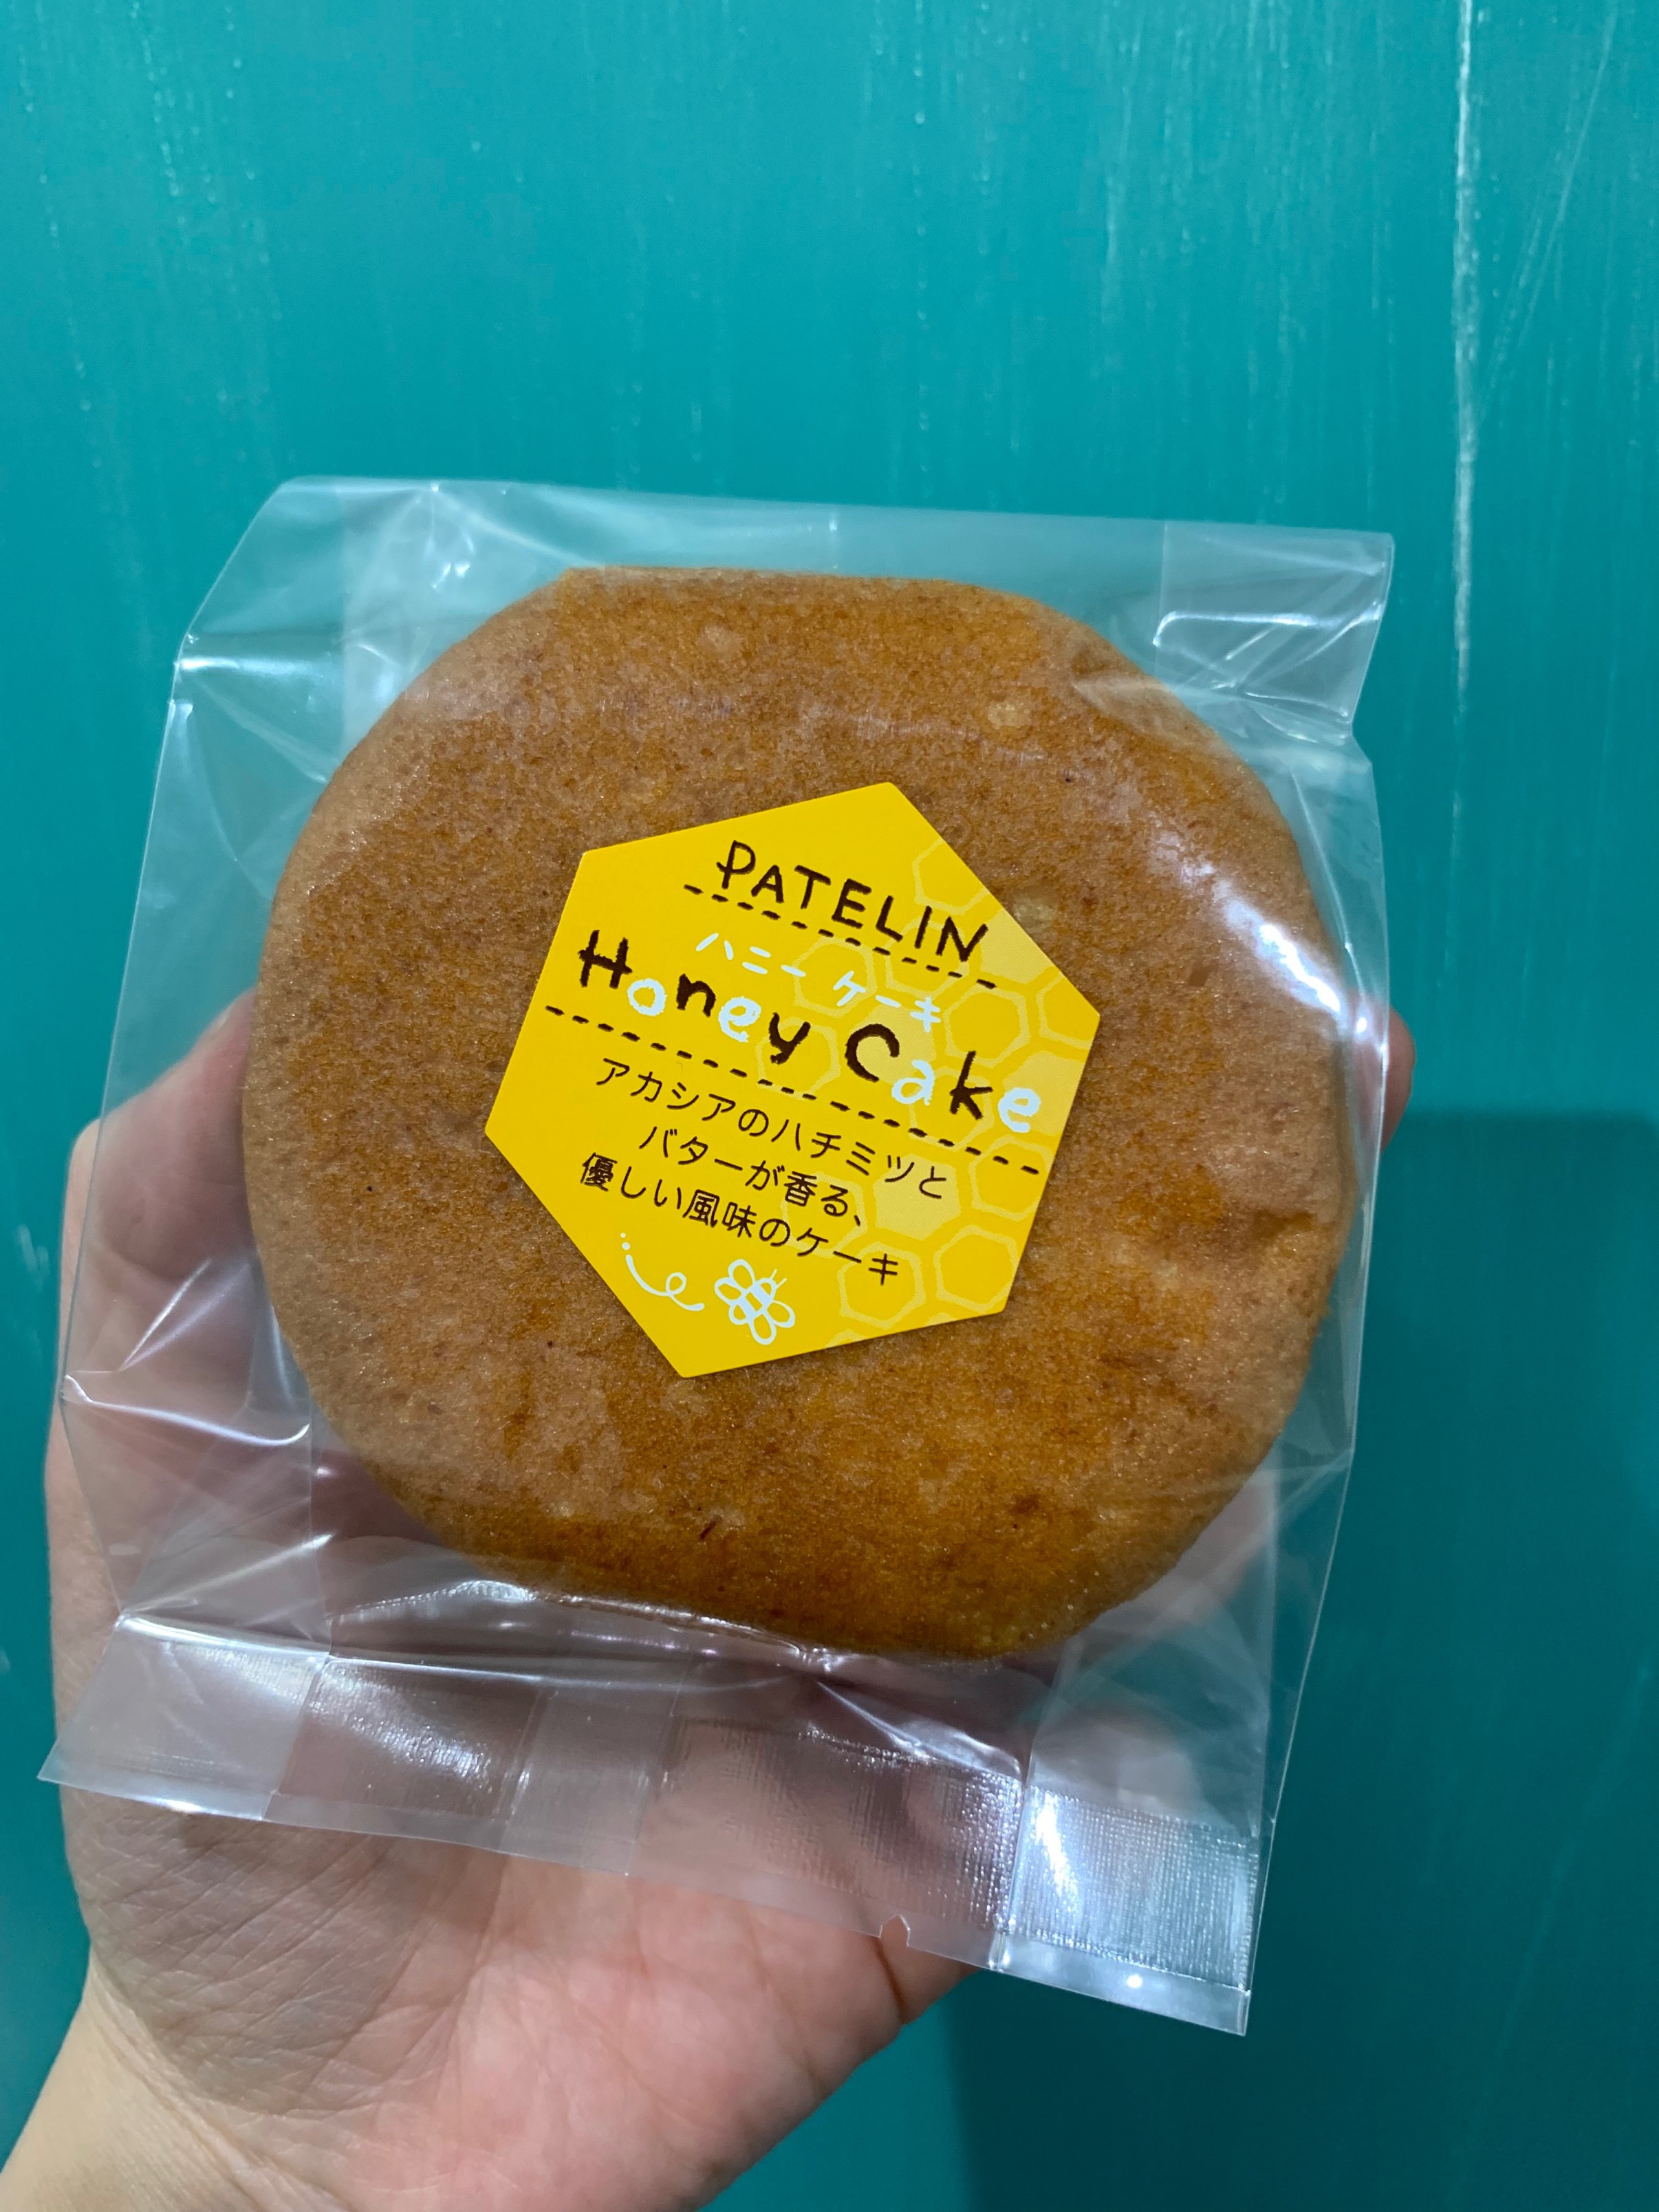 PATELIN
ハニー ケーキ
Honey Cake
アカシアのハチミツと
バターが香る、
優しい風味のケーキ